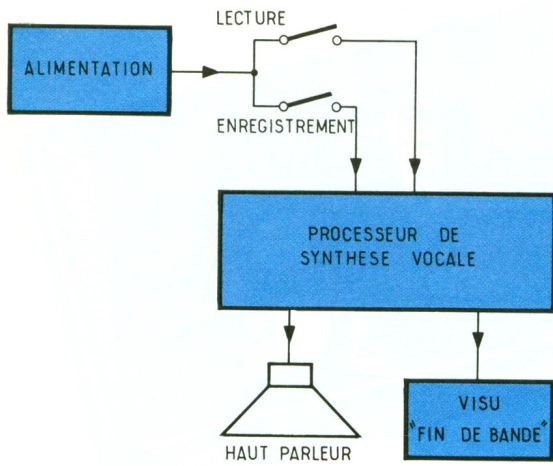 LECTURE
ALIMENTATION
ENREGISTREMENT
PROCESSEUR DE
SYNTHESE VOCALE
VISU
"FIN DE BANDE"
HAUT PARLEUR